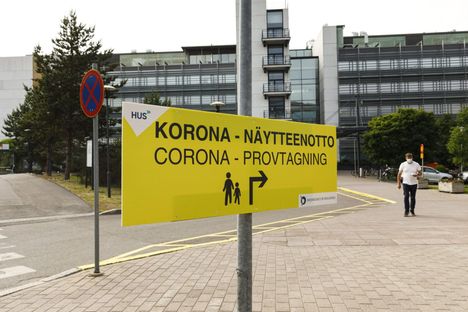 HUS
KORONA - NÄYTTEENOTTO
CORONA - PROVTAGNING